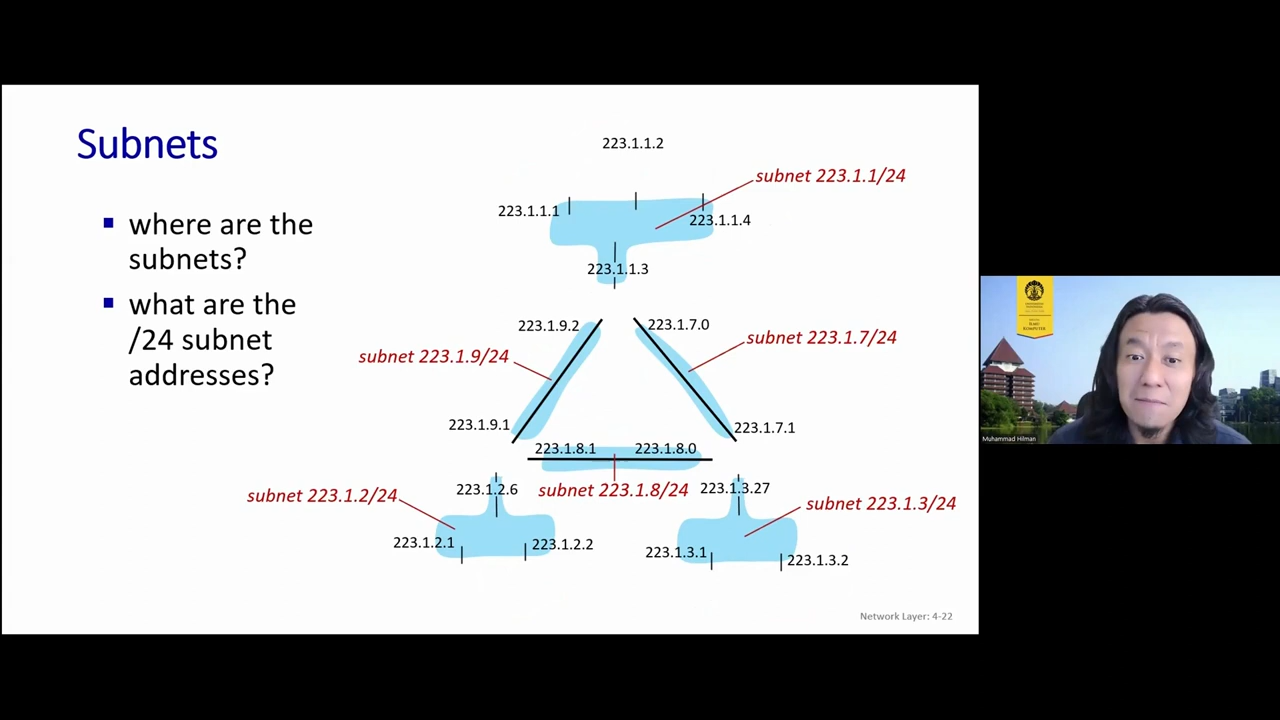 Subnets
where are the
subnets?
what are the
/24 subnet
addresses?
223.1.1.2
subnet 223.1.1/24
223.1.1.1
223.1.1.4
223.1.1.3
223.1.9.2
223.1.7.0
subnet 223.1.9/24
subnet 223.1.7/24
223.1.9.1
223.1.7.1
223.1.8.1
223.1.8.0
223.1.2.6
subnet 223.1.8/24
223.1.3.27
subnet 223.1.2/24
subnet 223.1.3/24
223.1.2.1
223.1.2.2
223.1.3.1
223.1.3.2
Network Layer: 4-22
ILMU
KOMPUTER
Muhammad Hilman